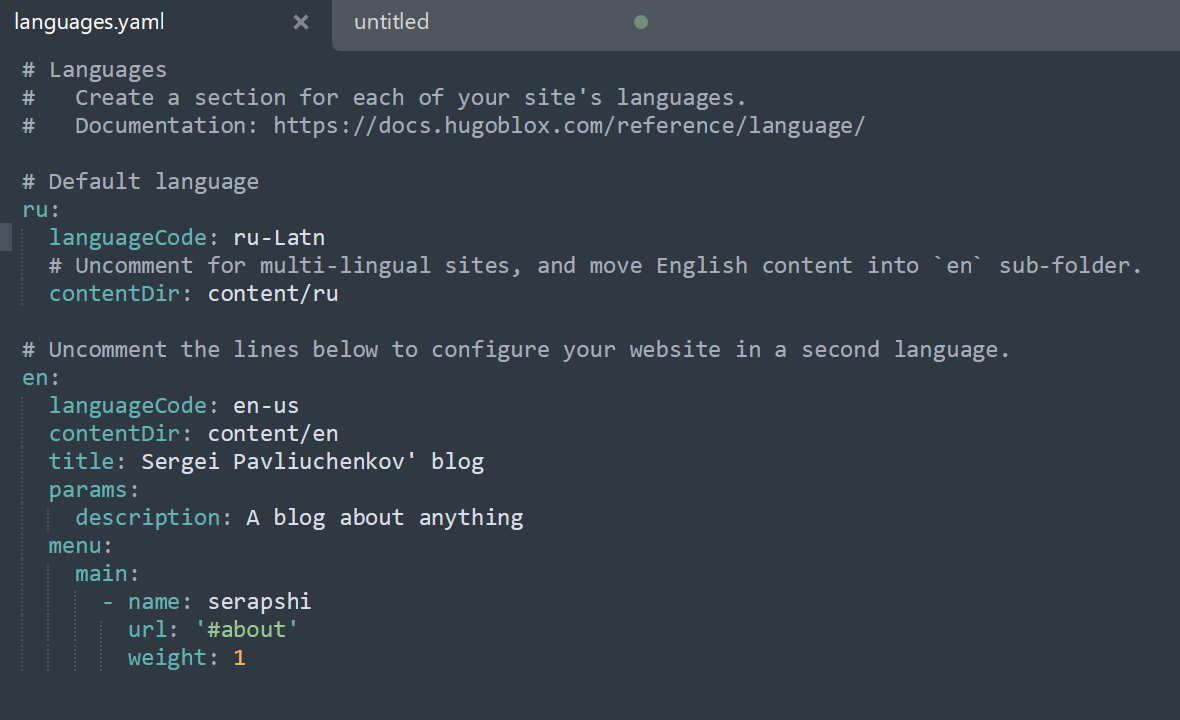 languages.yaml
untitled
# Languages
#   Create a section for each of your site's languages.
#   Documentation: https://docs.hugoblox.com/reference/language/
# Default language
ru:
  languageCode: ru-Latn
  # Uncomment for multi-lingual sites, and move English content into `en` sub-folder.
  contentDir: content/ru
# Uncomment the lines below to configure your website in a second language.
en:
  languageCode: en-us
  contentDir: content/en
  title: Sergei Pavliuchenkov' blog
  params:
    description: A blog about anything
  menu:
    main:
      - name: serapshi
        url: '#about'
        weight: 1